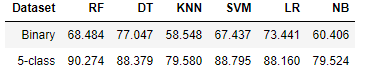 Dataset RF DT KNN SVM LR NB
Binary 68.484 77.047 58.548 67.437 73.441 60.406
5-class 90.274 88.379 79.580 88.795 88.160 79.524